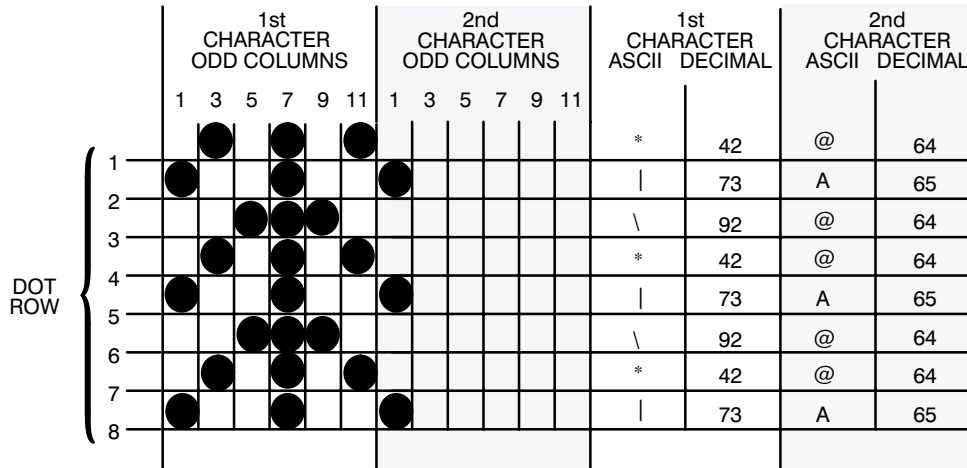 1st CHARACTER ODD COLUMNS 2nd CHARACTER ODD COLUMNS 1st CHARACTER ASCII DECIMAL 2nd CHARACTER ASCII DECIMAL
1 3 5 7 9 11 1 3 5 7 9 11
DOT ROW
1 * 42 @ 64
2 | 73 A 65
3 \ 92 @ 64
4 * 42 @ 64
5 | 73 A 65
6 \ 92 @ 64
7 * 42 @ 64
8 | 73 A 65